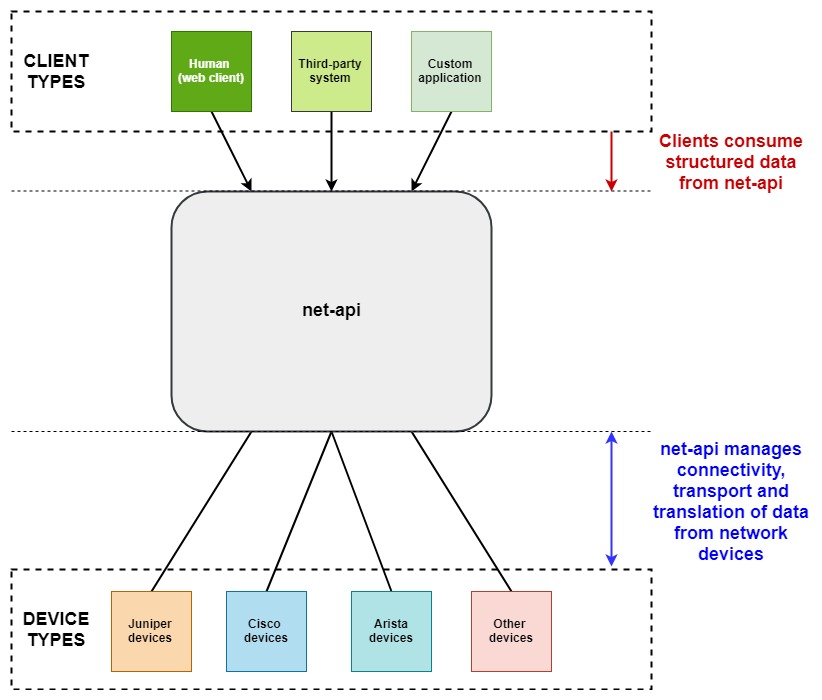 CLIENT
TYPES
Human
(web client)
Third-party
system
Custom
application
Clients consume
structured data
from net-api
net-api
net-api manages
connectivity,
transport and
translation of data
from network
devices
DEVICE
TYPES
Juniper
devices
Cisco
devices
Arista
devices
Other
devices